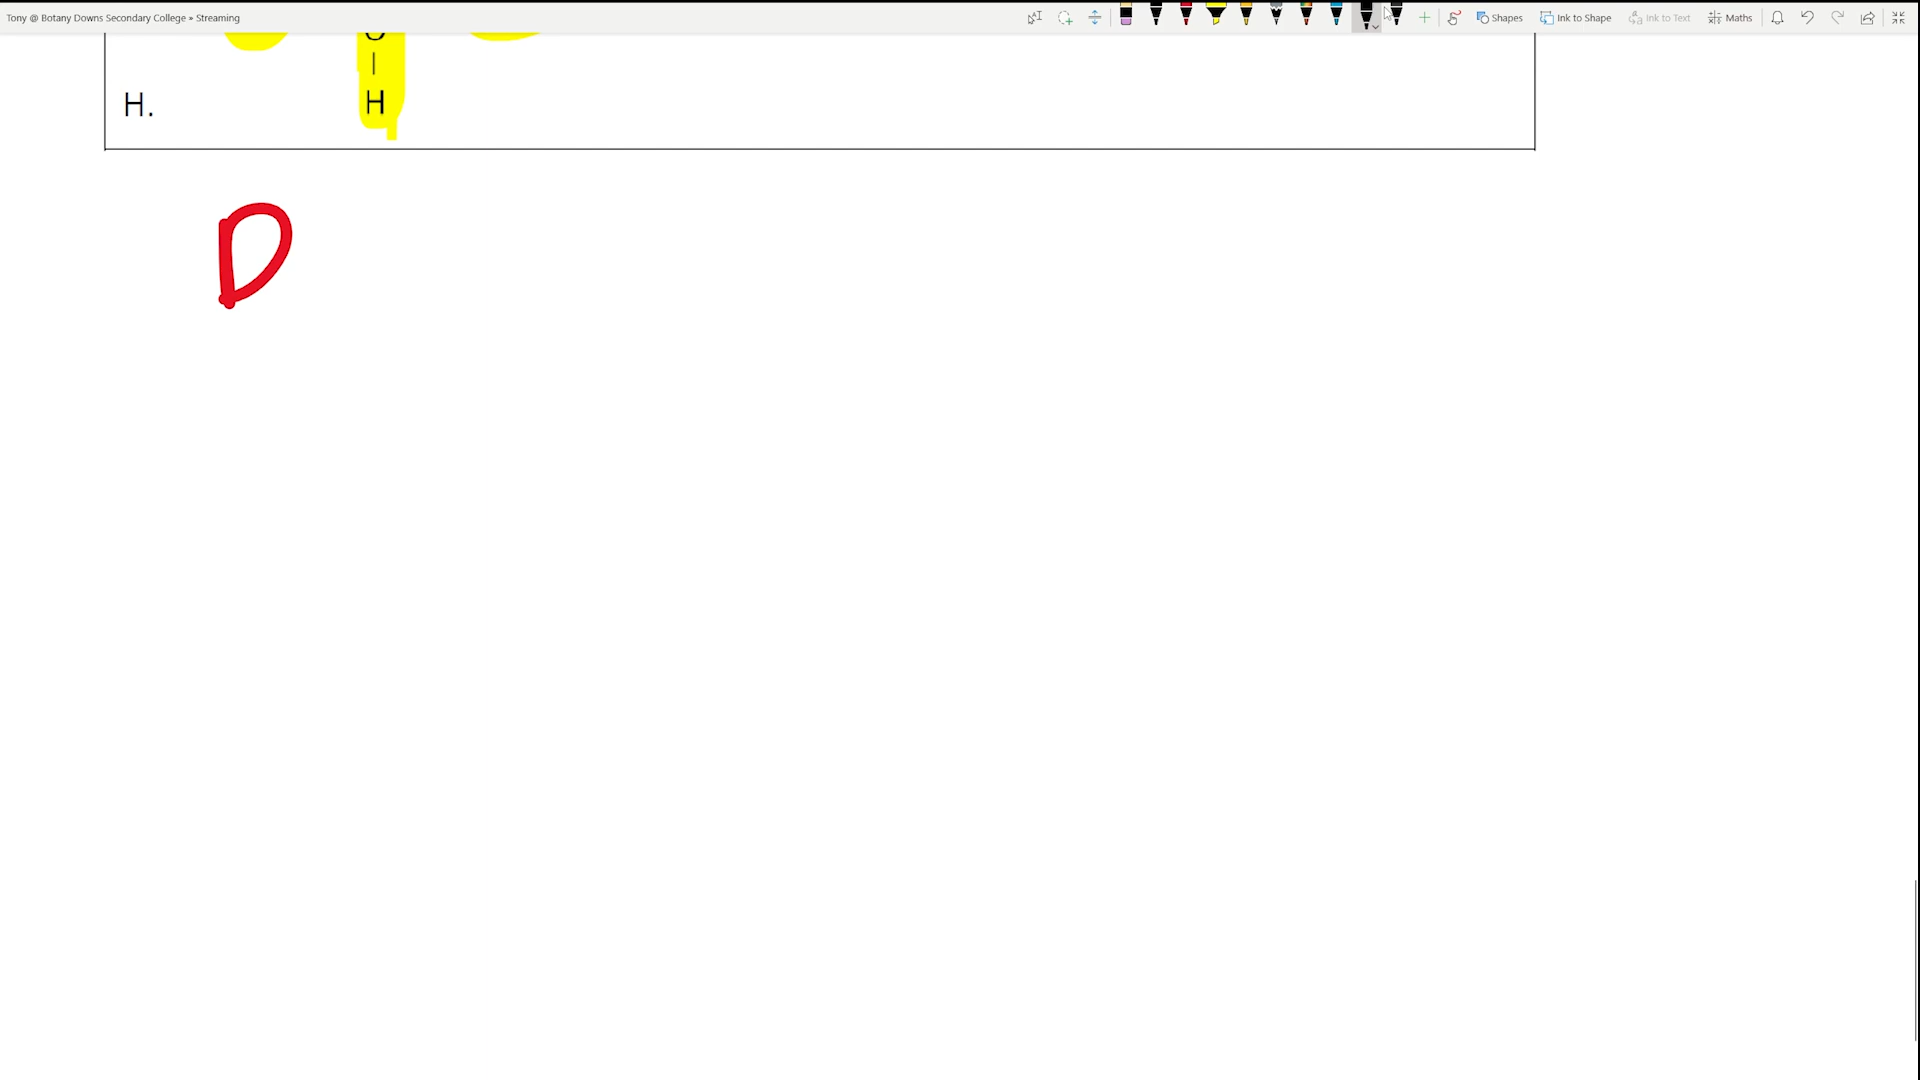 Tony @ Botany Downs Secondary College » Streaming
Shapes
Ink to Shape
Ink to Text
Maths
O
|
H. H
D